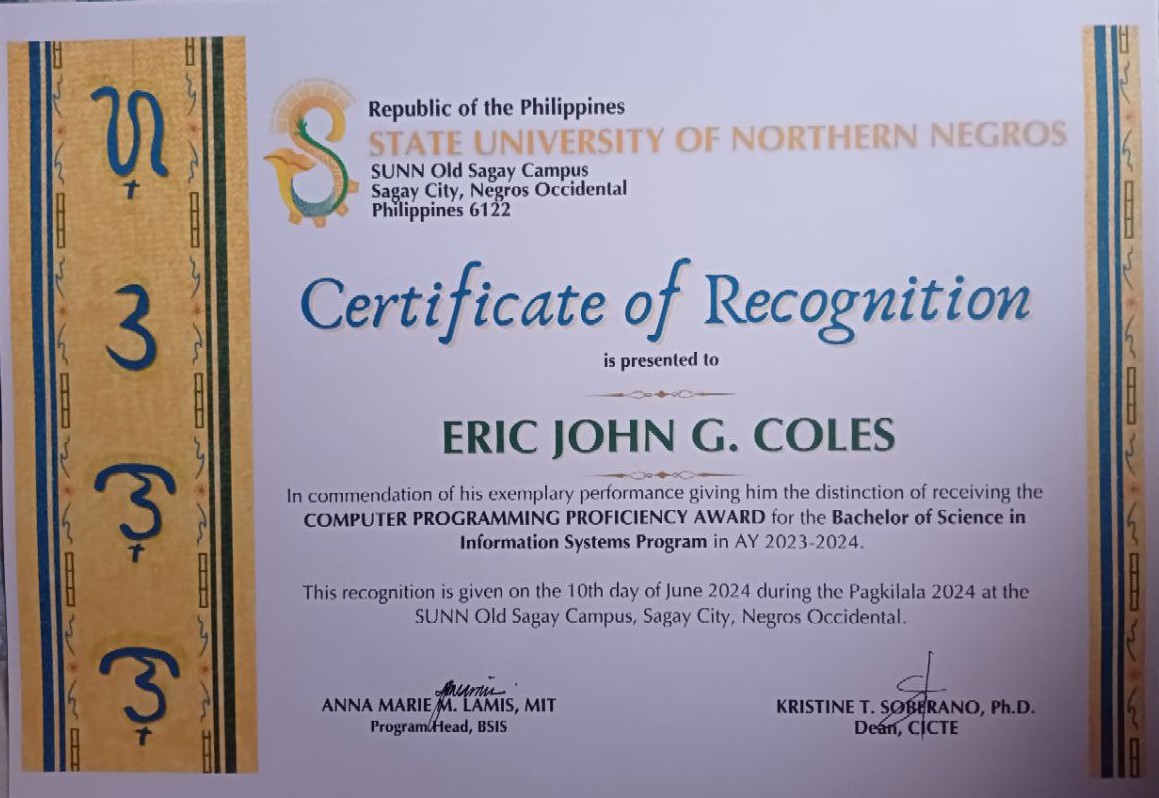 ᜐ᜔
ᜂ
ᜈ᜔
ᜈ᜔
Republic of the Philippines
STATE UNIVERSITY OF NORTHERN NEGROS
SUNN Old Sagay Campus
Sagay City, Negros Occidental
Philippines 6122
Certificate of Recognition
is presented to
ERIC JOHN G. COLES
In commendation of his exemplary performance giving him the distinction of receiving the
COMPUTER PROGRAMMING PROFICIENCY AWARD for the Bachelor of Science in
Information Systems Program in AY 2023-2024.
This recognition is given on the 10th day of June 2024 during the Pagkilala 2024 at the
SUNN Old Sagay Campus, Sagay City, Negros Occidental.
ANNA MARIE M. LAMIS, MIT
Program Head, BSIS
KRISTINE T. SOBERANO, Ph.D.
Dean, CICTE